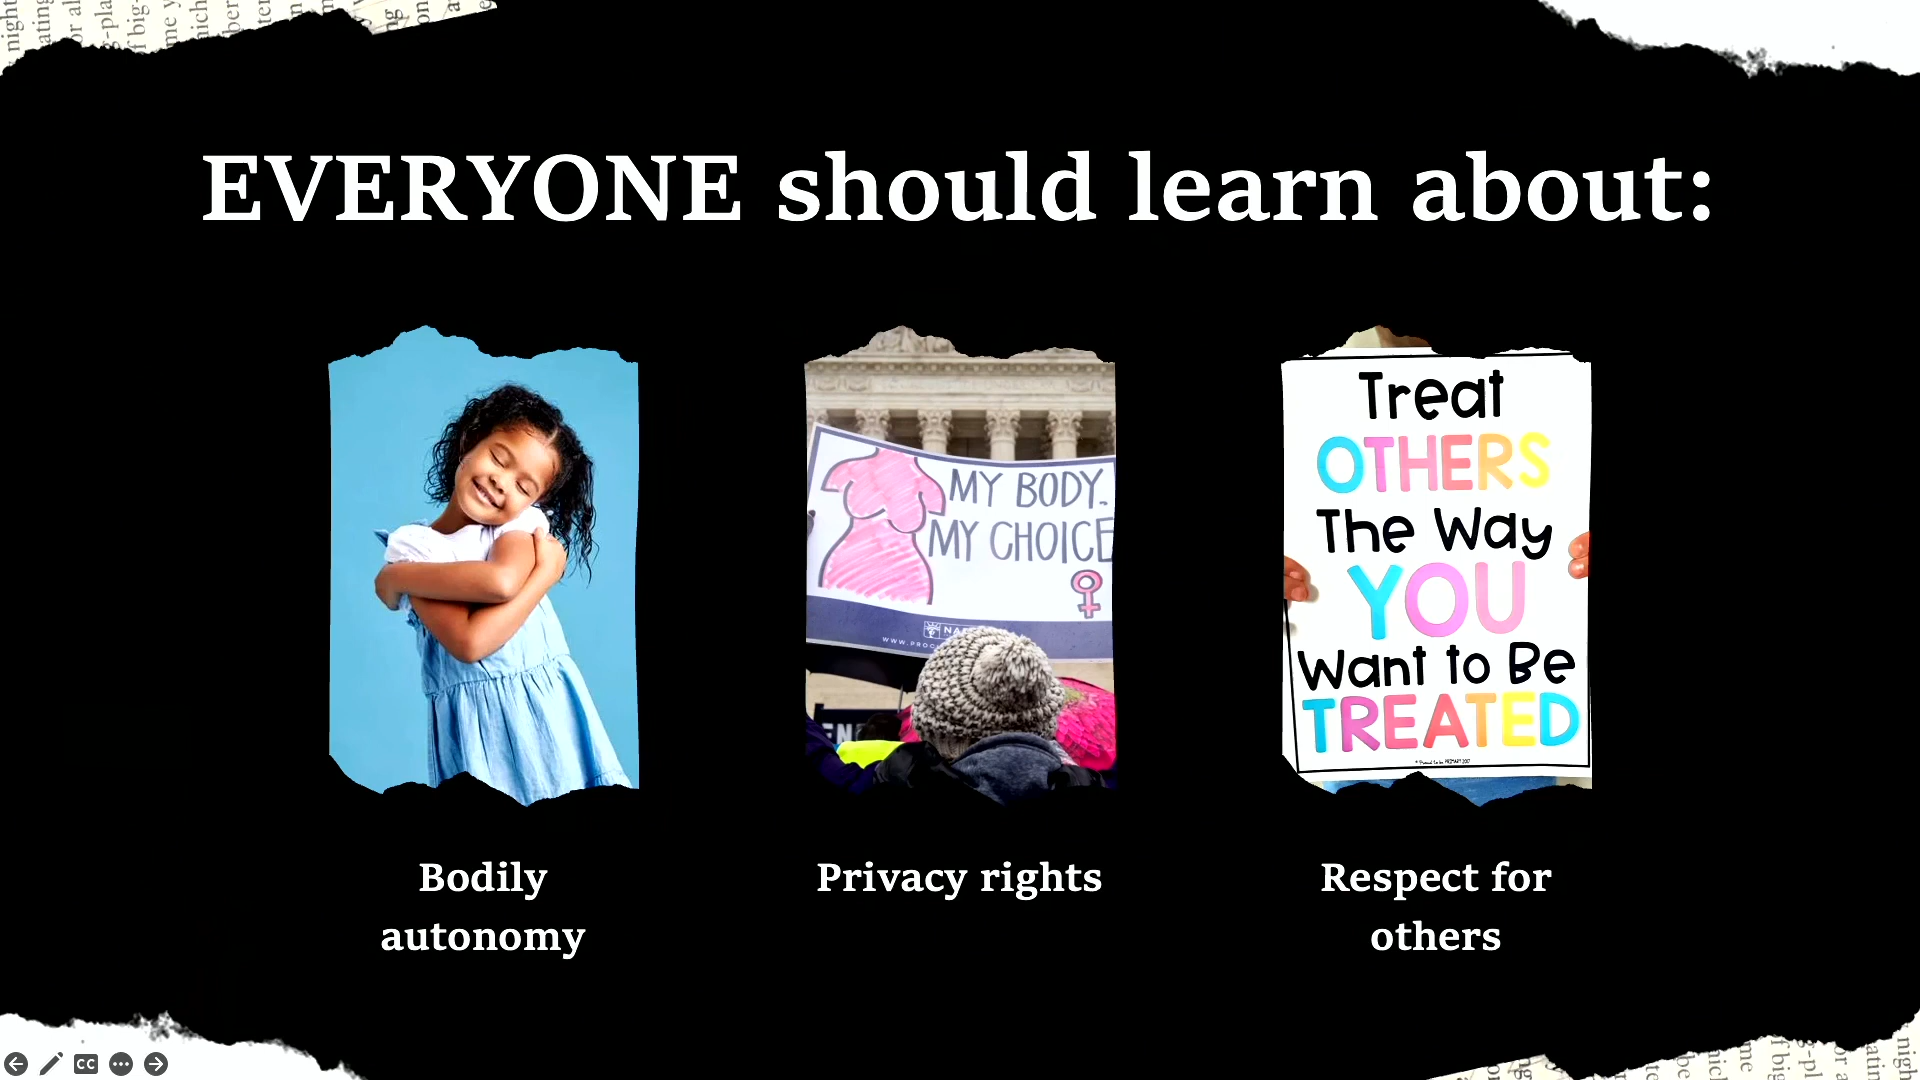 EVERYONE should learn about:
MY BODY.
MY CHOICE
Treat
OTHERS
The Way
YOU
Want to Be
TREATED
Bodily
autonomy
Privacy rights
Respect for
others
CC